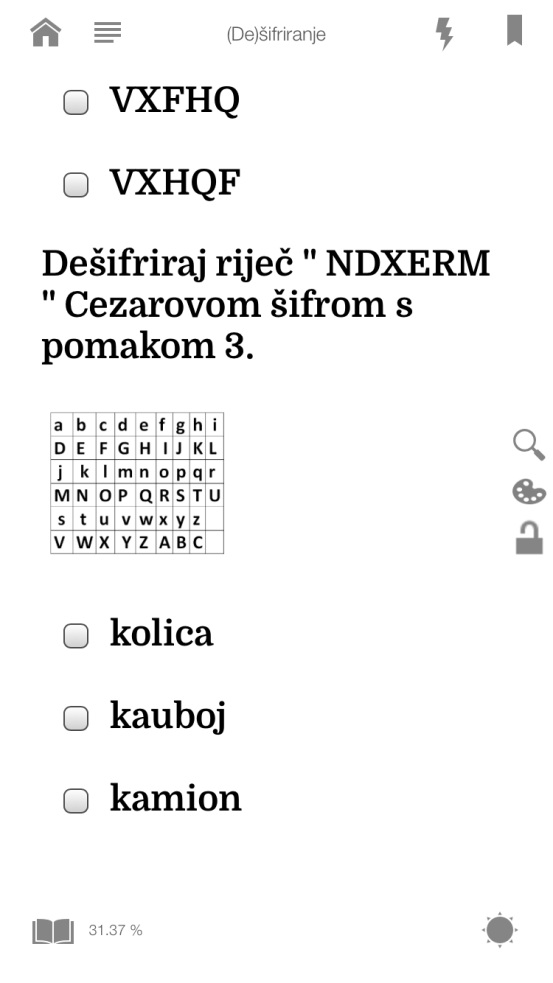 (De)šifriranje
VXFHQ
VXHQF
Dešifriraj riječ " NDXERM
" Cezarovom šifrom s
pomakom 3.
a b c d e f g h i
D E F G H I J K L
j k l m n o p q r
M N O P Q R S T U
s t u v w x y z
V W X Y Z A B C
kolica
kauboj
kamion
31.37 %